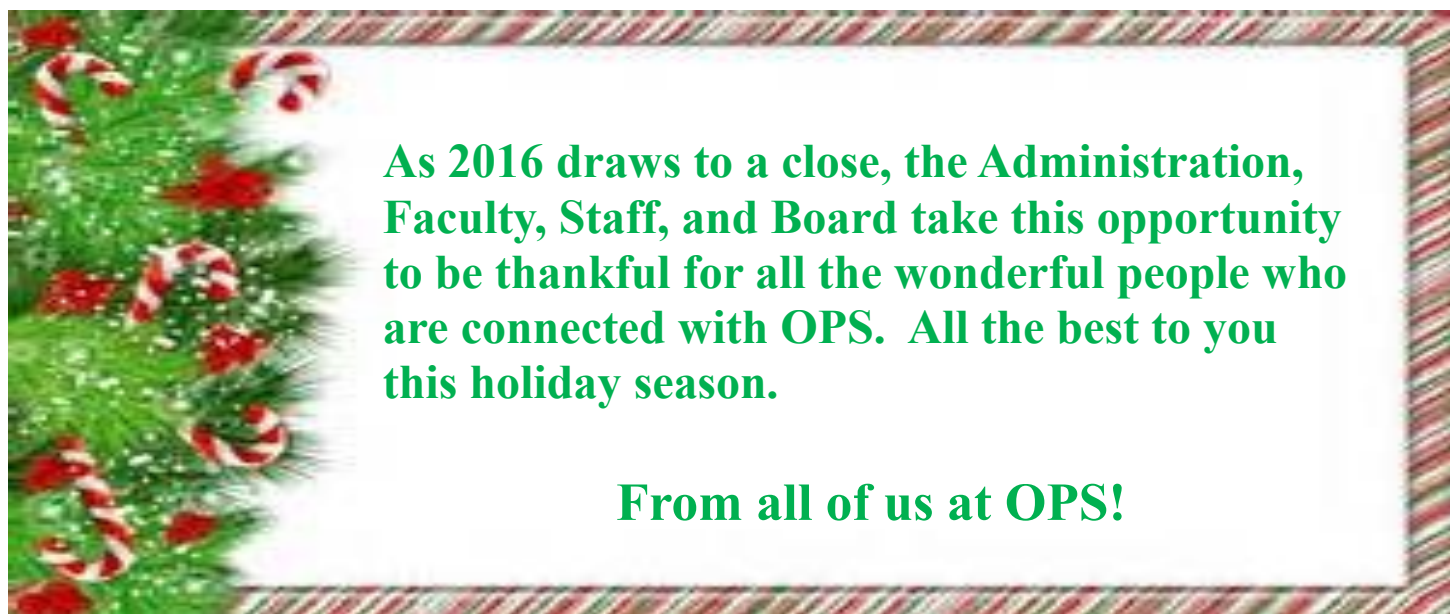 As 2016 draws to a close, the Administration,
Faculty, Staff, and Board take this opportunity
to be thankful for all the wonderful people who
are connected with OPS.  All the best to you
this holiday season.
From all of us at OPS!